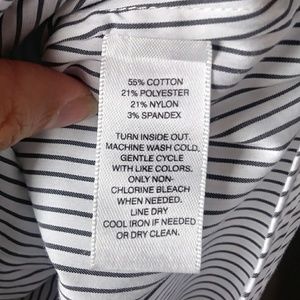 55% COTTON
21% POLYESTER
21% NYLON
3% SPANDEX
TURN INSIDE OUT.
MACHINE WASH COLD,
GENTLE CYCLE
WITH LIKE COLORS,
ONLY NON-
CHLORINE BLEACH
WHEN NEEDED.
LINE DRY
COOL IRON IF NEEDED
OR DRY CLEAN.